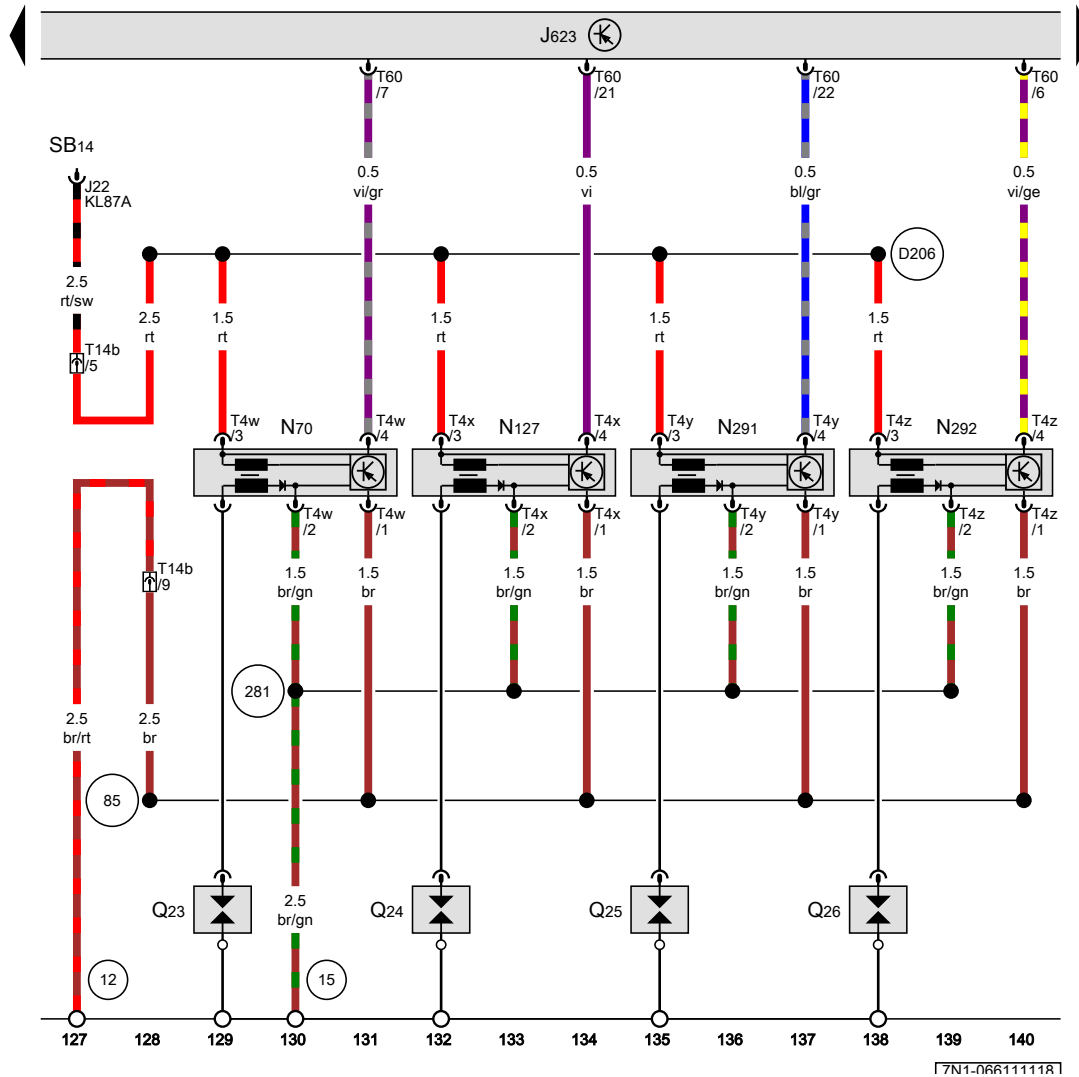 J623
T60
/7
T60
/21
T60
/22
T60
/6
SB14
J22
KL87A
0.5
vi/gr
0.5
vi
0.5
bl/gr
0.5
vi/ge
D206
2.5
rt/sw
2.5
rt
1.5
rt
1.5
rt
1.5
rt
1.5
rt
T14b
/5
T4w
/3
N70
T4w
/4
T4x
/3
N127
T4x
/4
T4y
/3
N291
T4y
/4
T4z
/3
N292
T4z
/4
T4w
/2
T4w
/1
T4x
/2
T4x
/1
T4y
/2
T4y
/1
T4z
/2
T4z
/1
T14b
/9
1.5
br/gn
1.5
br
1.5
br/gn
1.5
br
1.5
br/gn
1.5
br
1.5
br/gn
1.5
br
281
2.5
br/rt
2.5
br
85
Q23
2.5
br/gn
Q24
Q25
Q26
12
15
127 128 129 130 131 132 133 134 135 136 137 138 139 140
7N1-066111118